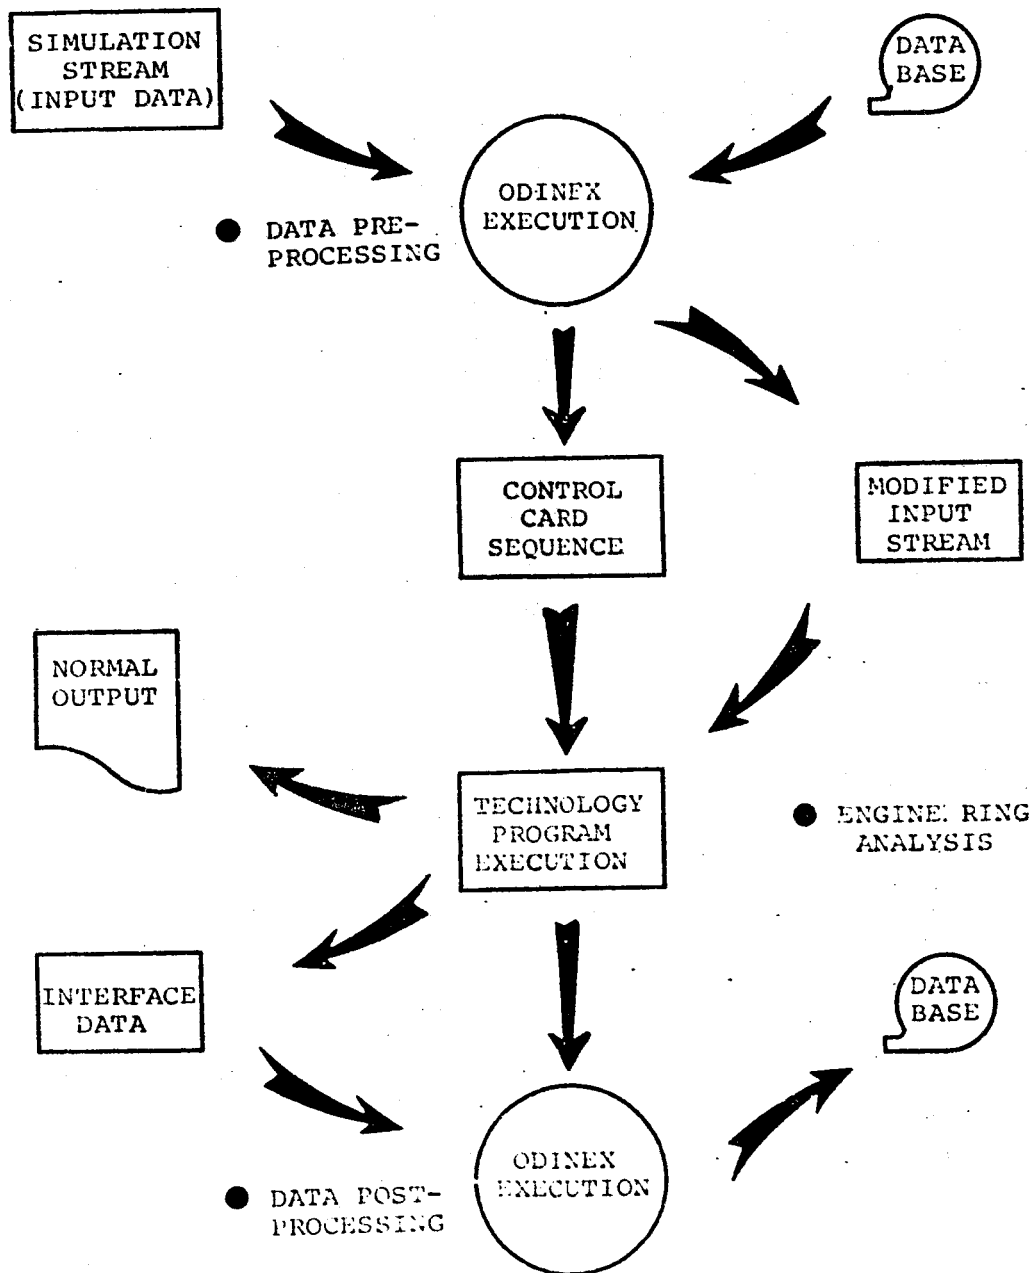 SIMULATION
STREAM
(INPUT DATA)
DATA
BASE
ODINEX
EXECUTION
● DATA PRE-
PROCESSING
CONTROL
CARD
SEQUENCE
MODIFIED
INPUT
STREAM
NORMAL
OUTPUT
TECHNOLOGY
PROGRAM
EXECUTION
● ENGINEERING
ANALYSIS
INTERFACE
DATA
DATA
BASE
ODINEX
EXECUTION
● DATA POST-
PROCESSING